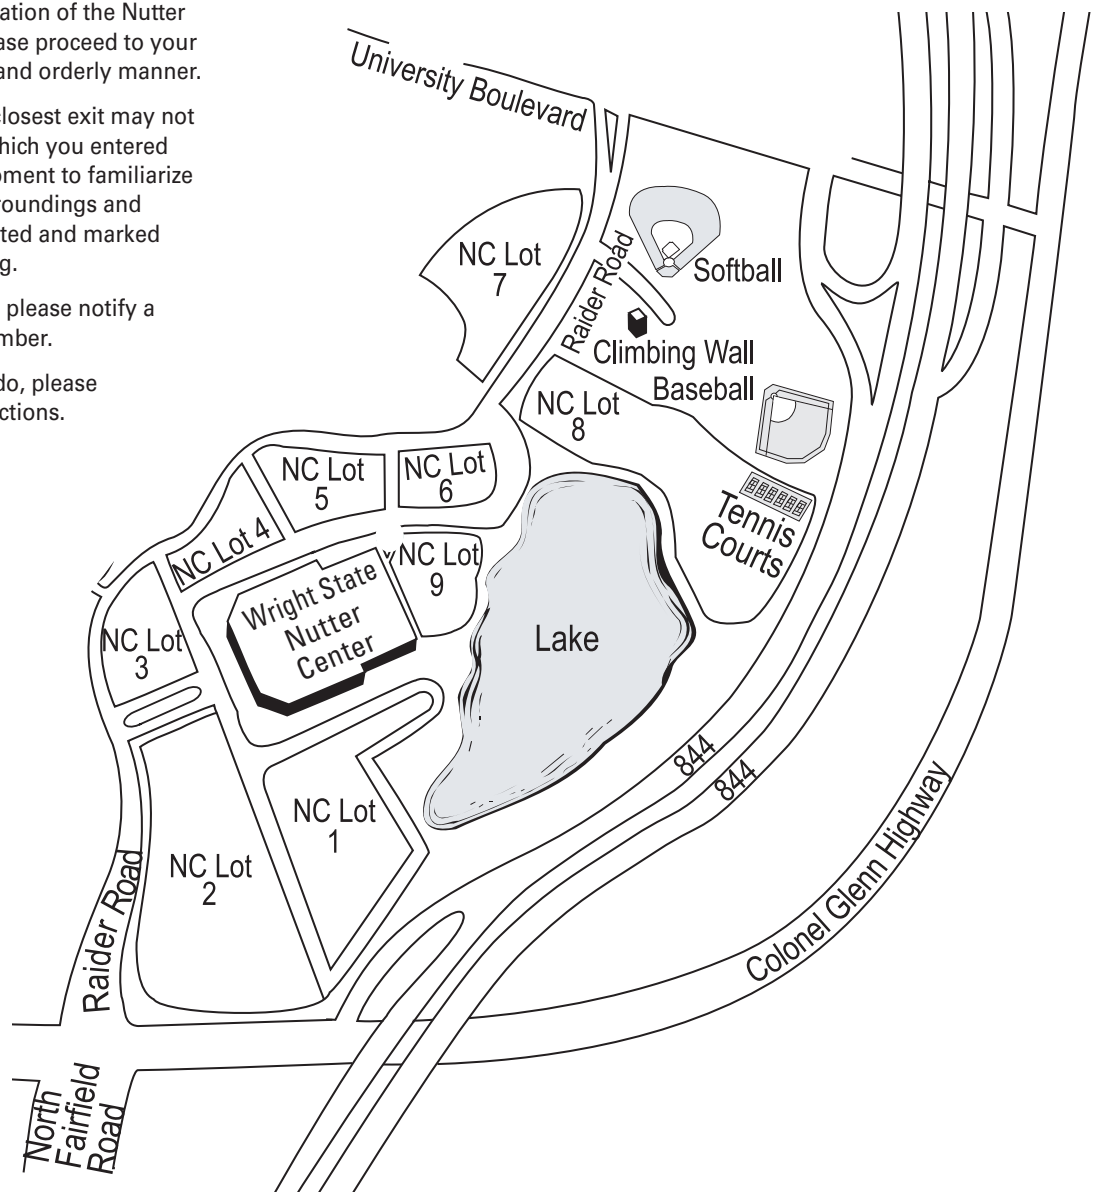 ation of the Nutter
ase proceed to your
and orderly manner.
closest exit may not
hich you entered
oment to familiarize
roundings and
ted and marked
g.
please notify a
mber.
do, please
ctions.
University Boulevard
NC Lot
7
Raider Road
Softball
Climbing Wall
Baseball
NC Lot
8
NC Lot
5
NC Lot
6
Tennis
Courts
NC Lot 4
NC Lot
9
Wright State
Nutter
Center
Lake
NC Lot
3
844
844
NC Lot
1
NC Lot
2
Raider Road
Colonel Glenn Highway
North
Fairfield
Road